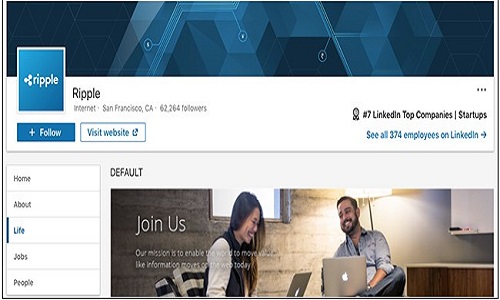 ripple
Ripple
Internet · San Francisco, CA · 62,264 followers
#7 LinkedIn Top Companies | Startups
+ Follow
Visit website
See all 374 employees on LinkedIn →
Home
About
Life
Jobs
People
DEFAULT
Join Us
Our mission is to enable the world to move value
like information moves on the web today